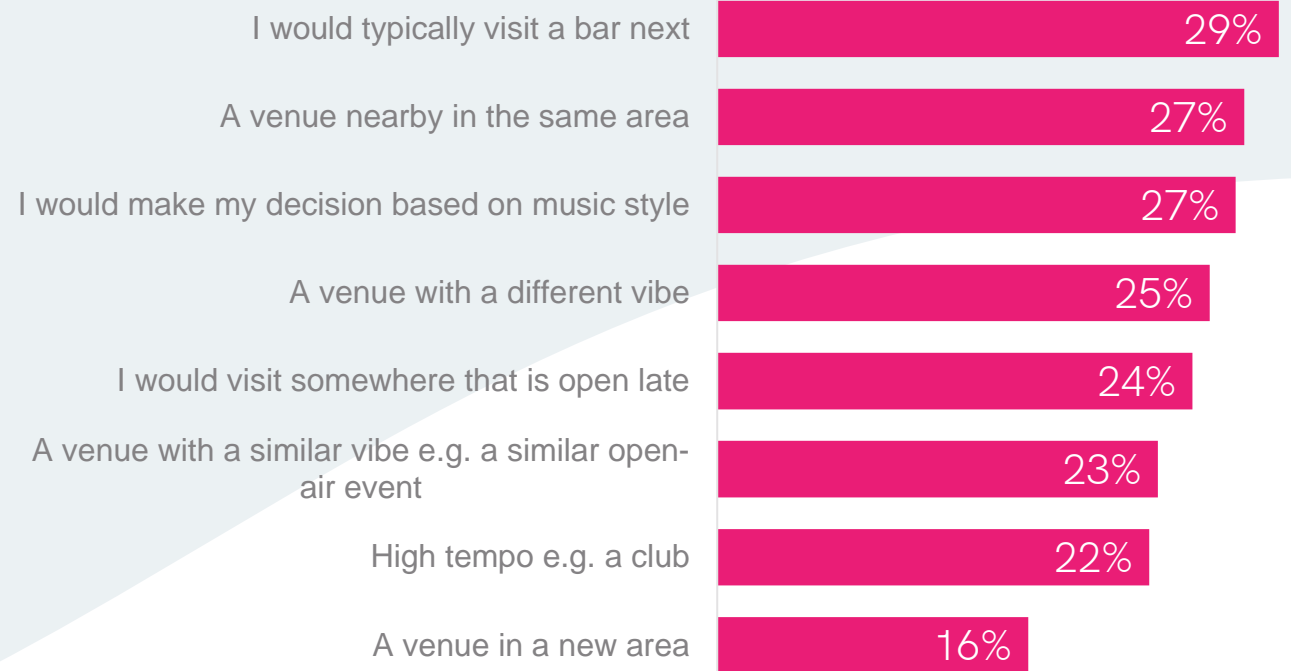 I would typically visit a bar next 29%
A venue nearby in the same area 27%
I would make my decision based on music style 27%
A venue with a different vibe 25%
I would visit somewhere that is open late 24%
A venue with a similar vibe e.g. a similar open-
air event 23%
High tempo e.g. a club 22%
A venue in a new area 16%